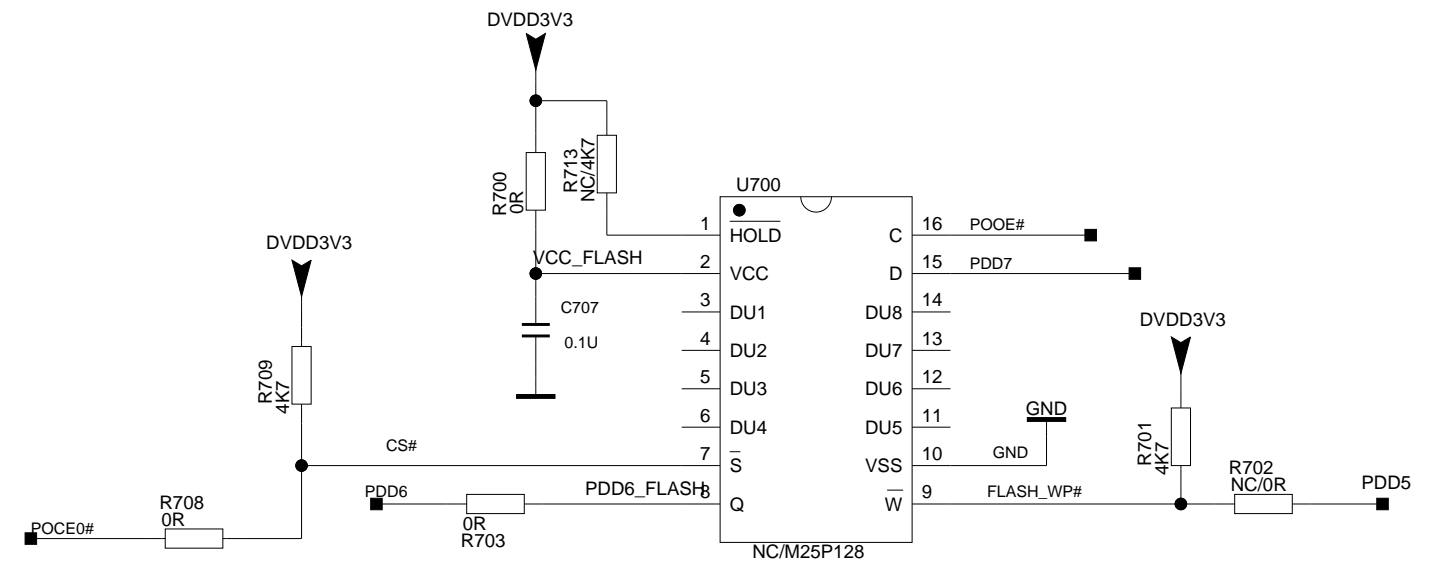 DVDD3V3
R700
0R
R713
NC/4K7
U700
1
HOLD
C
16
POOE#
DVDD3V3
VCC_FLASH
2
VCC
D
15
PDD7
C707
0.1U
3
DU1
DU8
14
DVDD3V3
4
DU2
DU7
13
R709
4K7
5
DU3
DU6
12
6
DU4
DU5
11
GND
R701
4K7
CS#
7
S
VSS
10
GND
R702
NC/0R
PDD5
PDD6
PDD6_FLASH
8
Q
W
9
FLASH_WP#
R708
0R
0R
R703
POCE0#
NC/M25P128